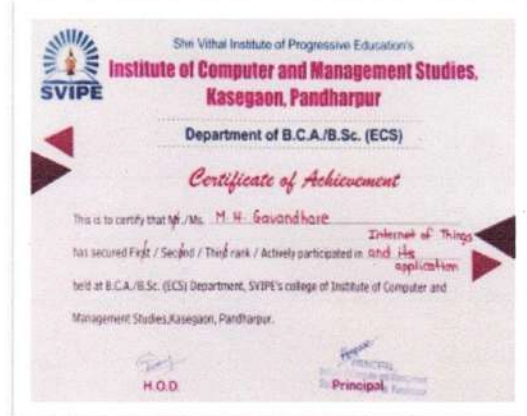 Shri Vithal Institute of Progressive Education's
Institute of Computer and Management Studies,
Kasegaon, Pandharpur
SVIPE
Department of B.C.A./B.Sc. (ECS)
Certificate of Achievement
This is to certify that Mr./Ms. M. H. Gavandhare
Internet of Things
has secured First / Second / Third rank / Actively participated in and its
application
held at B.C.A./B.Sc. (ECS) Department, SVIPE's college of Institute of Computer and
Management Studies,Kasegaon, Pandharpur.
PRINCIPAL
H.O.D.
Principal